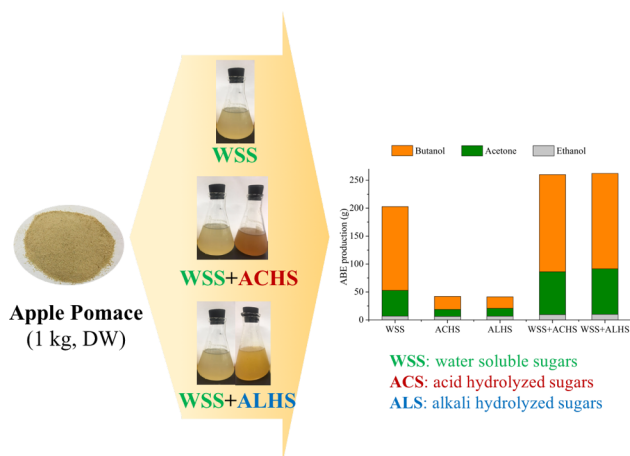 WSS
WSS+ACHS
WSS+ALHS
Apple Pomace
(1 kg, DW)
Butanol Acetone Ethanol
ABE production (g)
250
200
150
100
50
0
WSS ACHS ALHS WSS+ACHS WSS+ALHS
WSS: water soluble sugars
ACS: acid hydrolyzed sugars
ALS: alkali hydrolyzed sugars